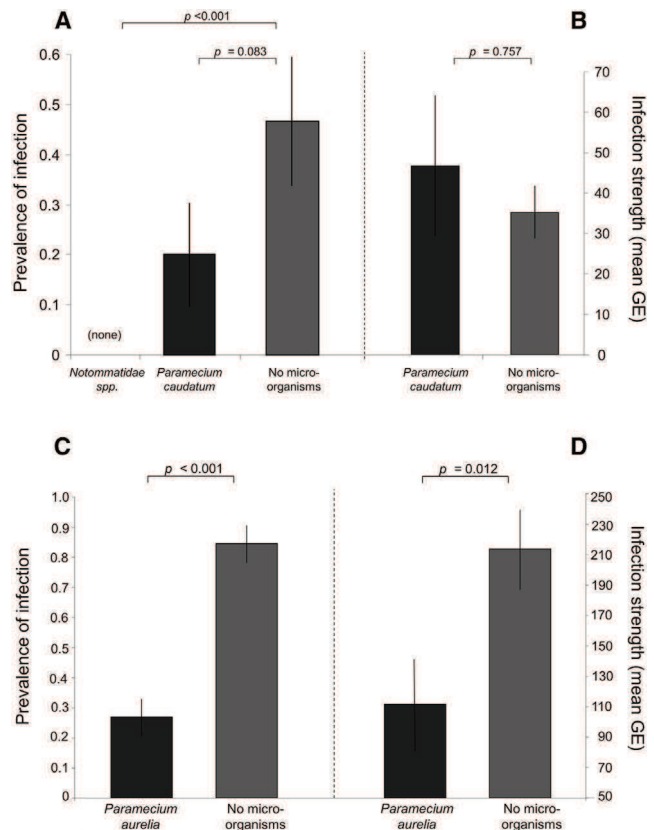 A
B
p <0.001
p = 0.083
p = 0.757
Prevalence of infection
0.6
0.5
0.4
0.3
0.2
0.1
0
(none)
Notommatidae spp.
Paramecium caudatum
No micro-organisms
Paramecium caudatum
No micro-organisms
70
60
50
40
30
20
10
0
Infection strength (mean GE)
C
D
p < 0.001
p = 0.012
Prevalence of infection
1.0
0.9
0.8
0.7
0.6
0.5
0.4
0.3
0.2
0.1
0
Paramecium aurelia
No micro-organisms
Paramecium aurelia
No micro-organisms
250
230
210
190
170
150
130
110
90
70
50
Infection strength (mean GE)